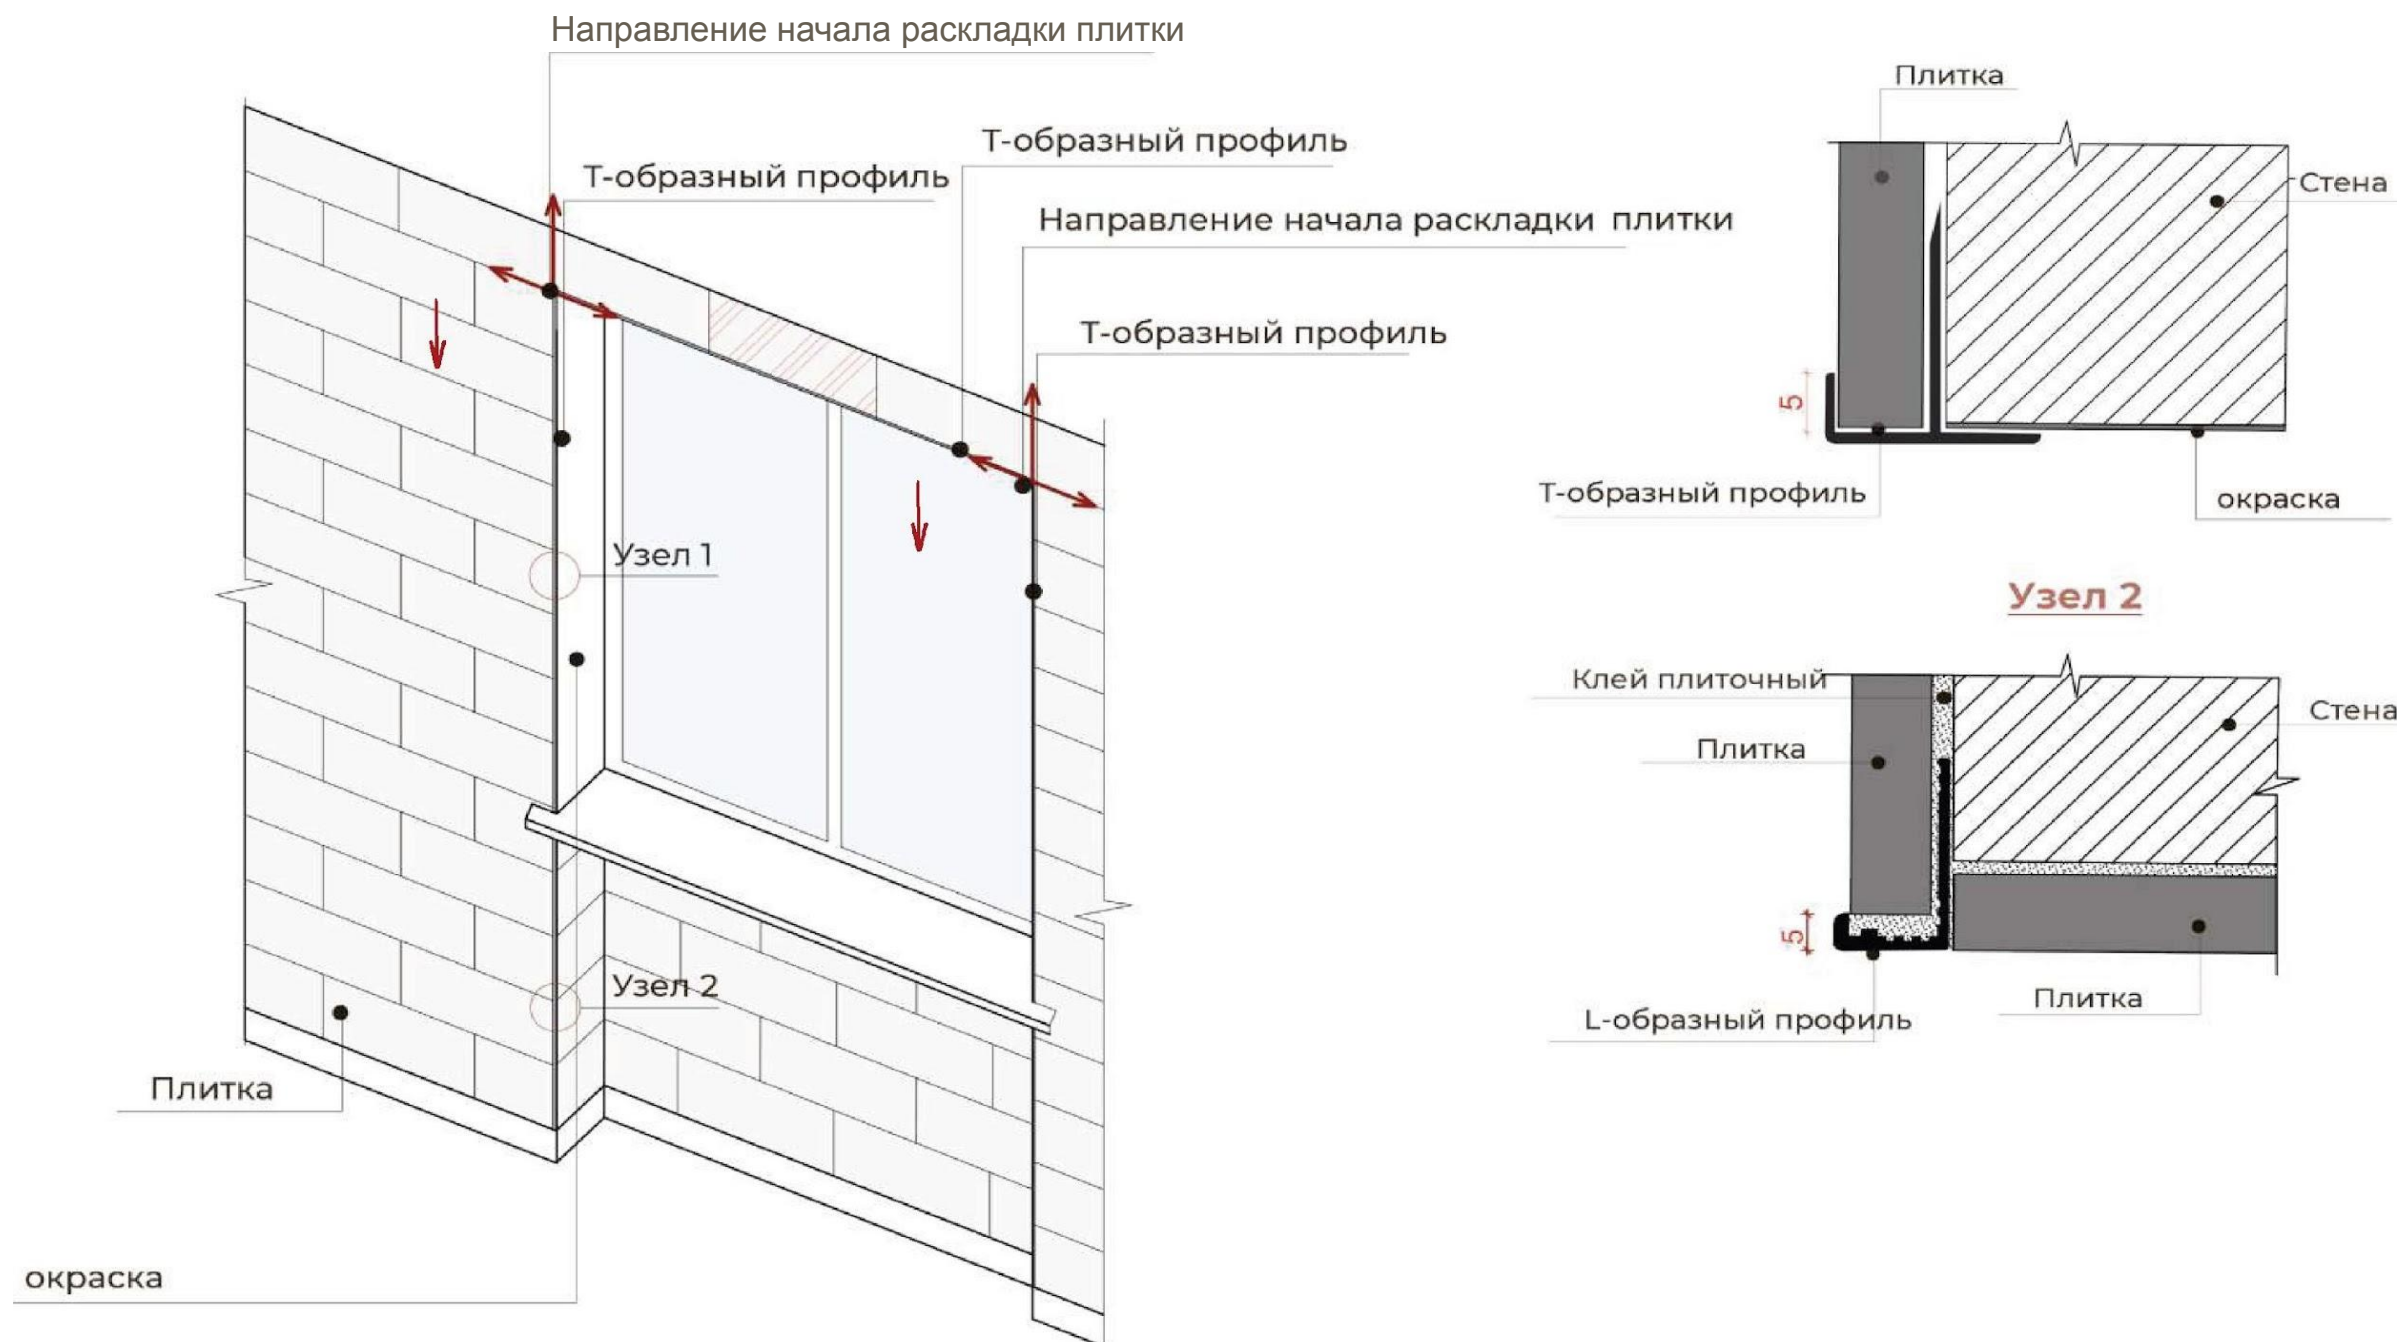 Направление начала раскладки плитки
Т-образный профиль
Т-образный профиль
Направление начала раскладки плитки
Т-образный профиль
Узел 1
Узел 2
Плитка
окраска
Плитка
Стена
5
Т-образный профиль
окраска
Узел 2
Клей плиточный
Стена
Плитка
5
Плитка
L-образный профиль